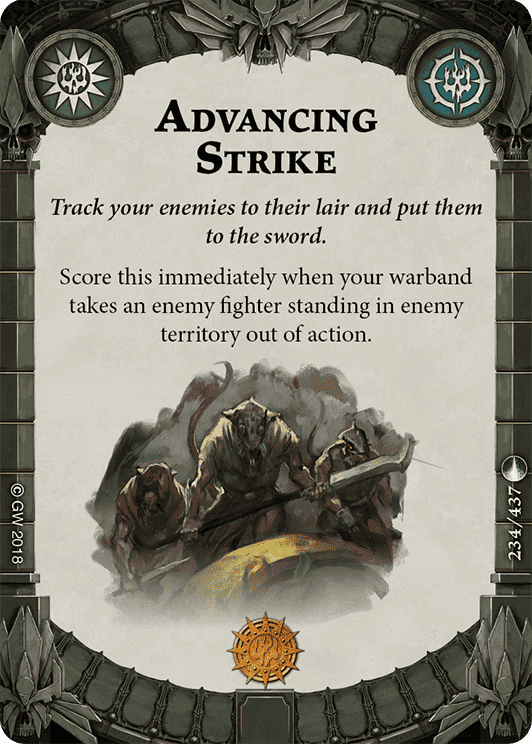 ADVANCING
STRIKE
Track your enemies to their lair and put them
to the sword.
Score this immediately when your warband
takes an enemy fighter standing in enemy
territory out of action.
© GW 2018
234/437